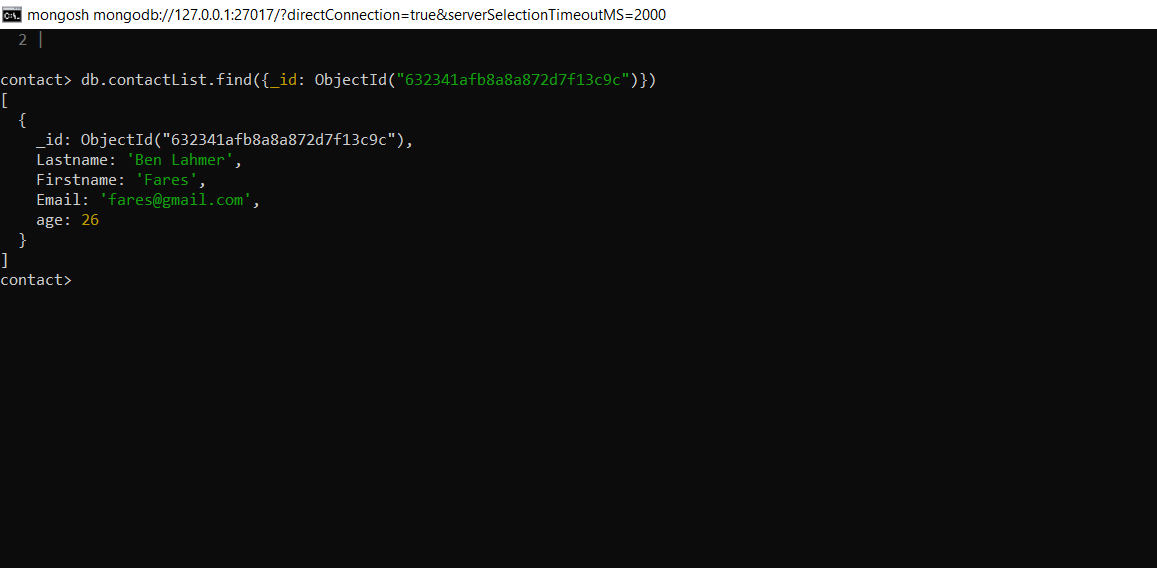 mongosh mongodb://127.0.0.1:27017/?directConnection=true&serverSelectionTimeoutMS=2000
2 |
contact> db.contactList.find({_id: ObjectId("632341afb8a8a872d7f13c9c")})
[
  {
    _id: ObjectId("632341afb8a8a872d7f13c9c"),
    Lastname: 'Ben Lahmer',
    Firstname: 'Fares',
    Email: 'fares@gmail.com',
    age: 26
  }
]
contact>